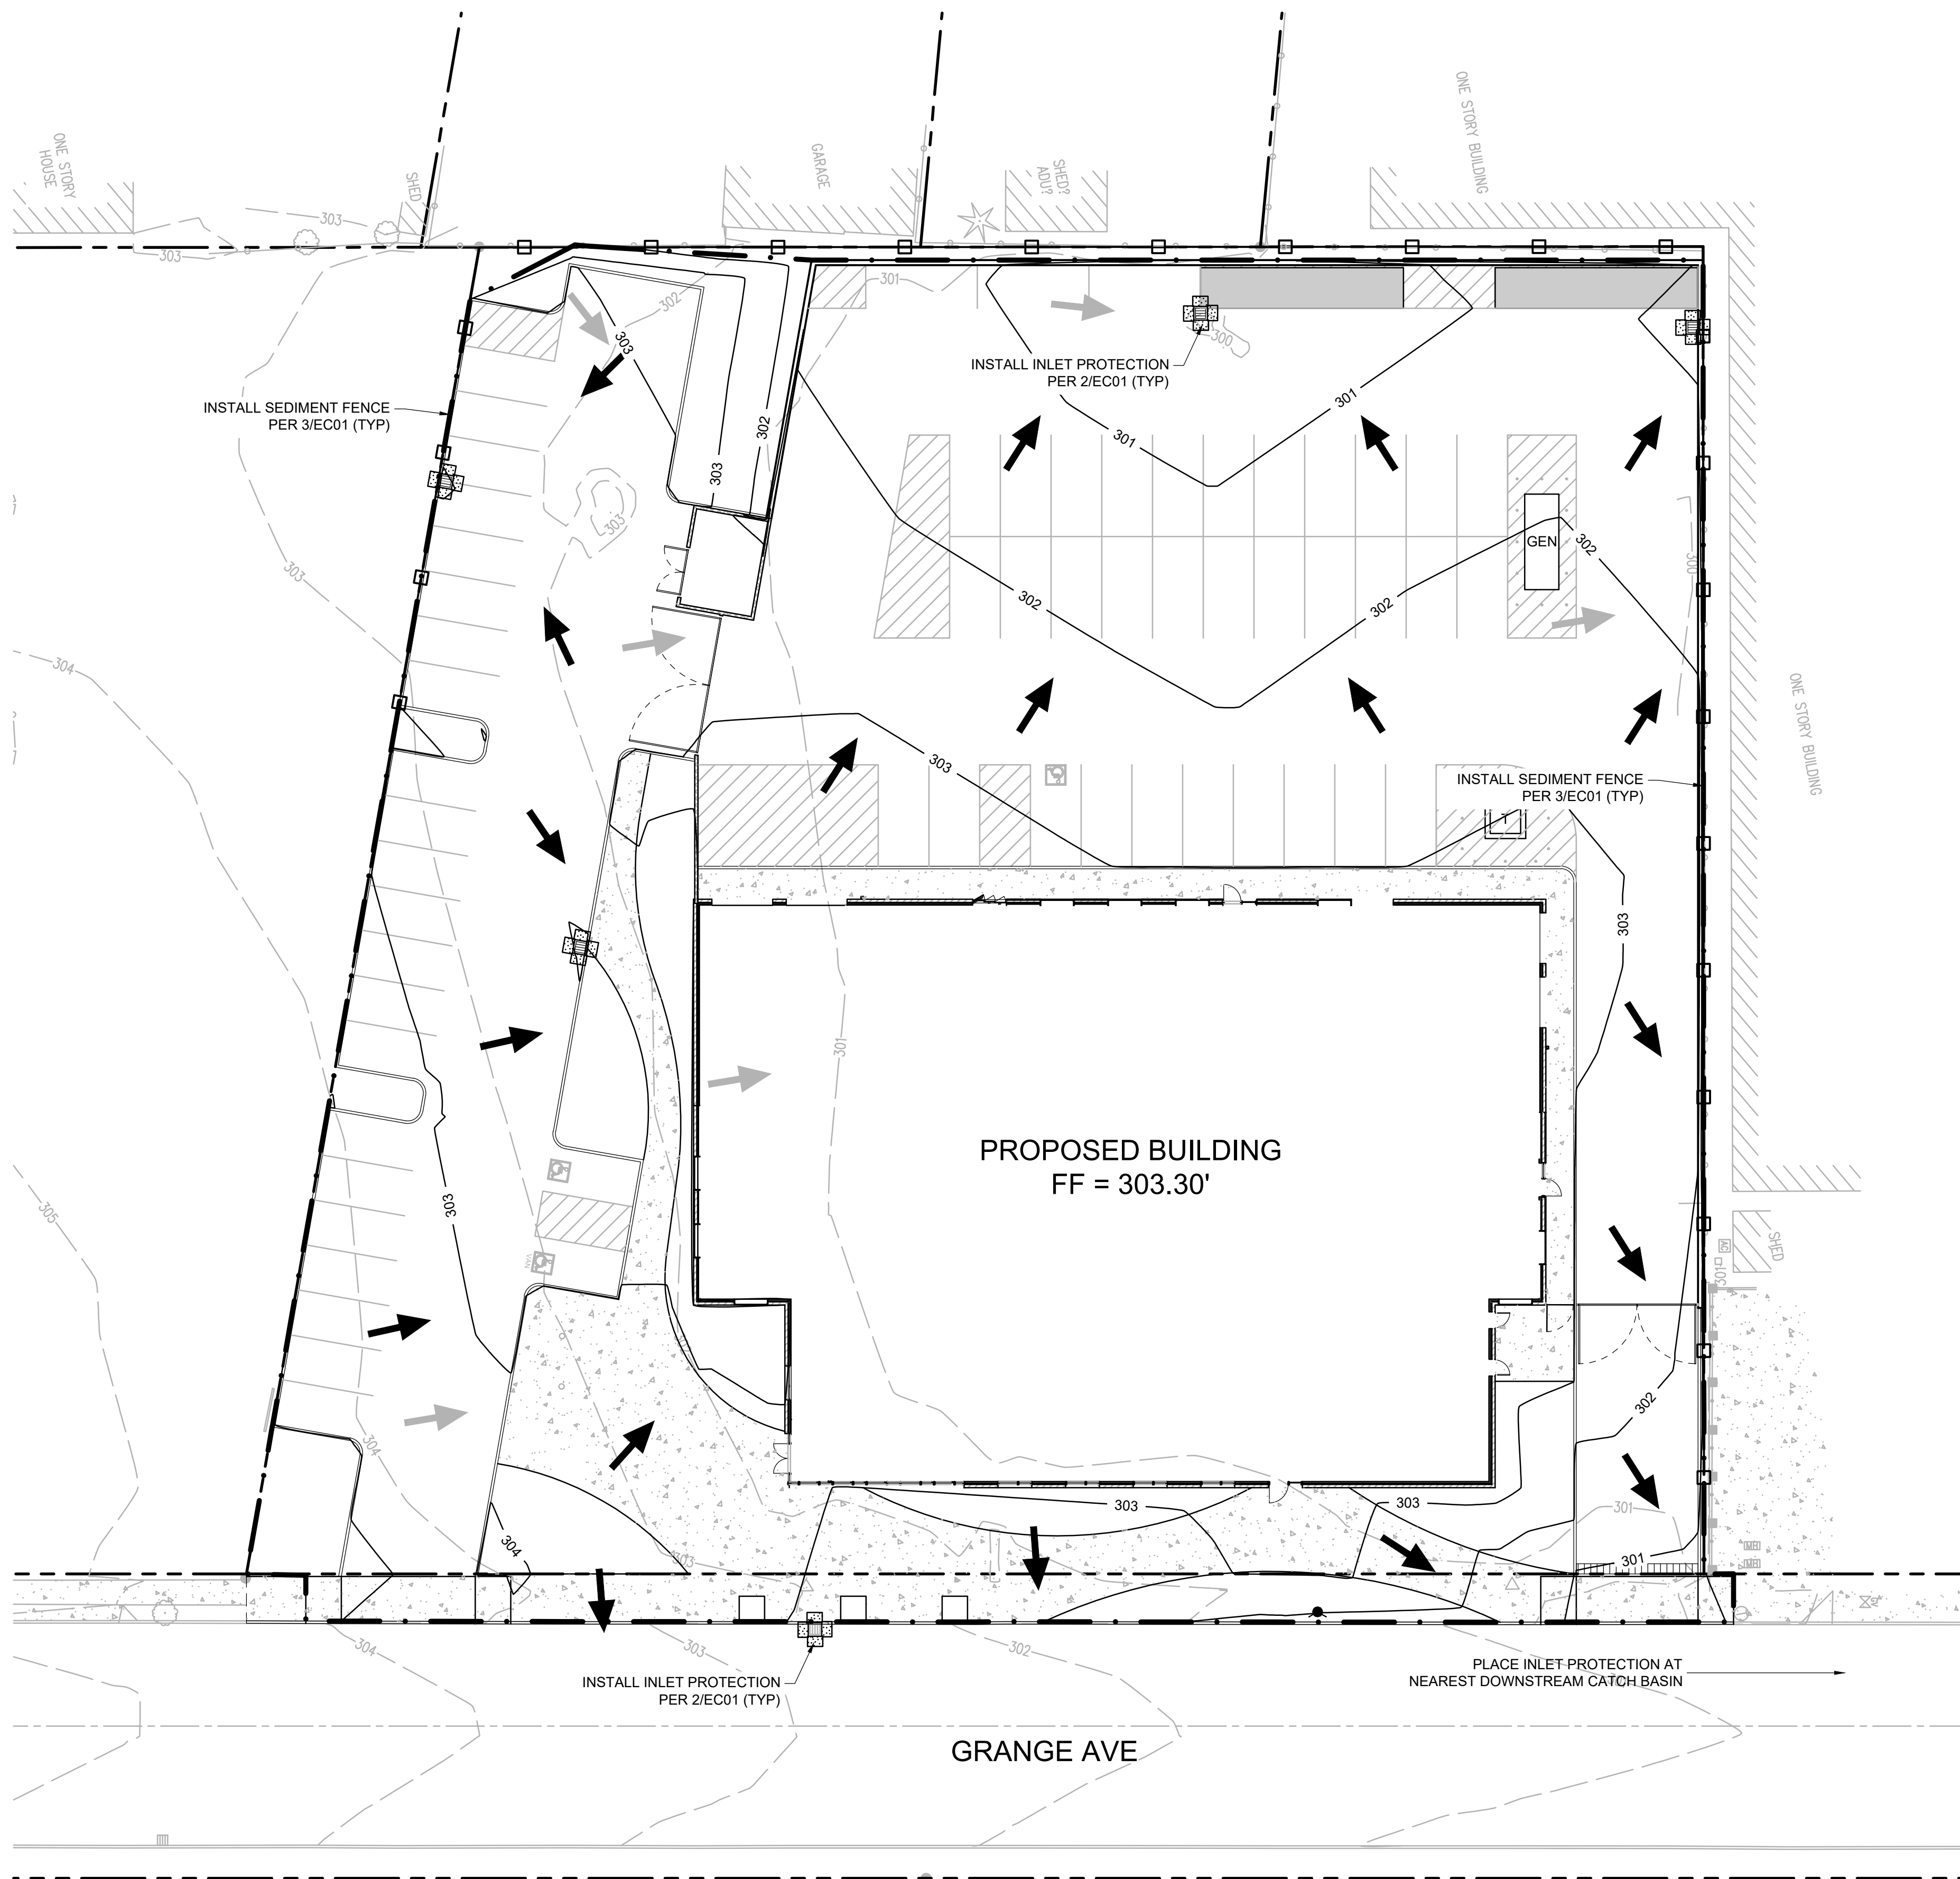 ONE STORY
HOUSE
SHED
GARAGE
SHED?
ADU?
ONE STORY BUILDING
303
303
301
302
300
303
INSTALL INLET PROTECTION
PER 2/EC01 (TYP)
301
301
INSTALL SEDIMENT FENCE
PER 3/EC01 (TYP)
302
303
303
303
GEN
302
300
302
302
304
ONE STORY BUILDING
303
INSTALL SEDIMENT FENCE
PER 3/EC01 (TYP)
T
303
301
PROPOSED BUILDING
FF = 303.30'
303
305
VAN
AC
SHED
301
302
304
303
303
301
304
303
301
304
303
302
INSTALL INLET PROTECTION
PER 2/EC01 (TYP)
PLACE INLET PROTECTION AT
NEAREST DOWNSTREAM CATCH BASIN
GRANGE AVE